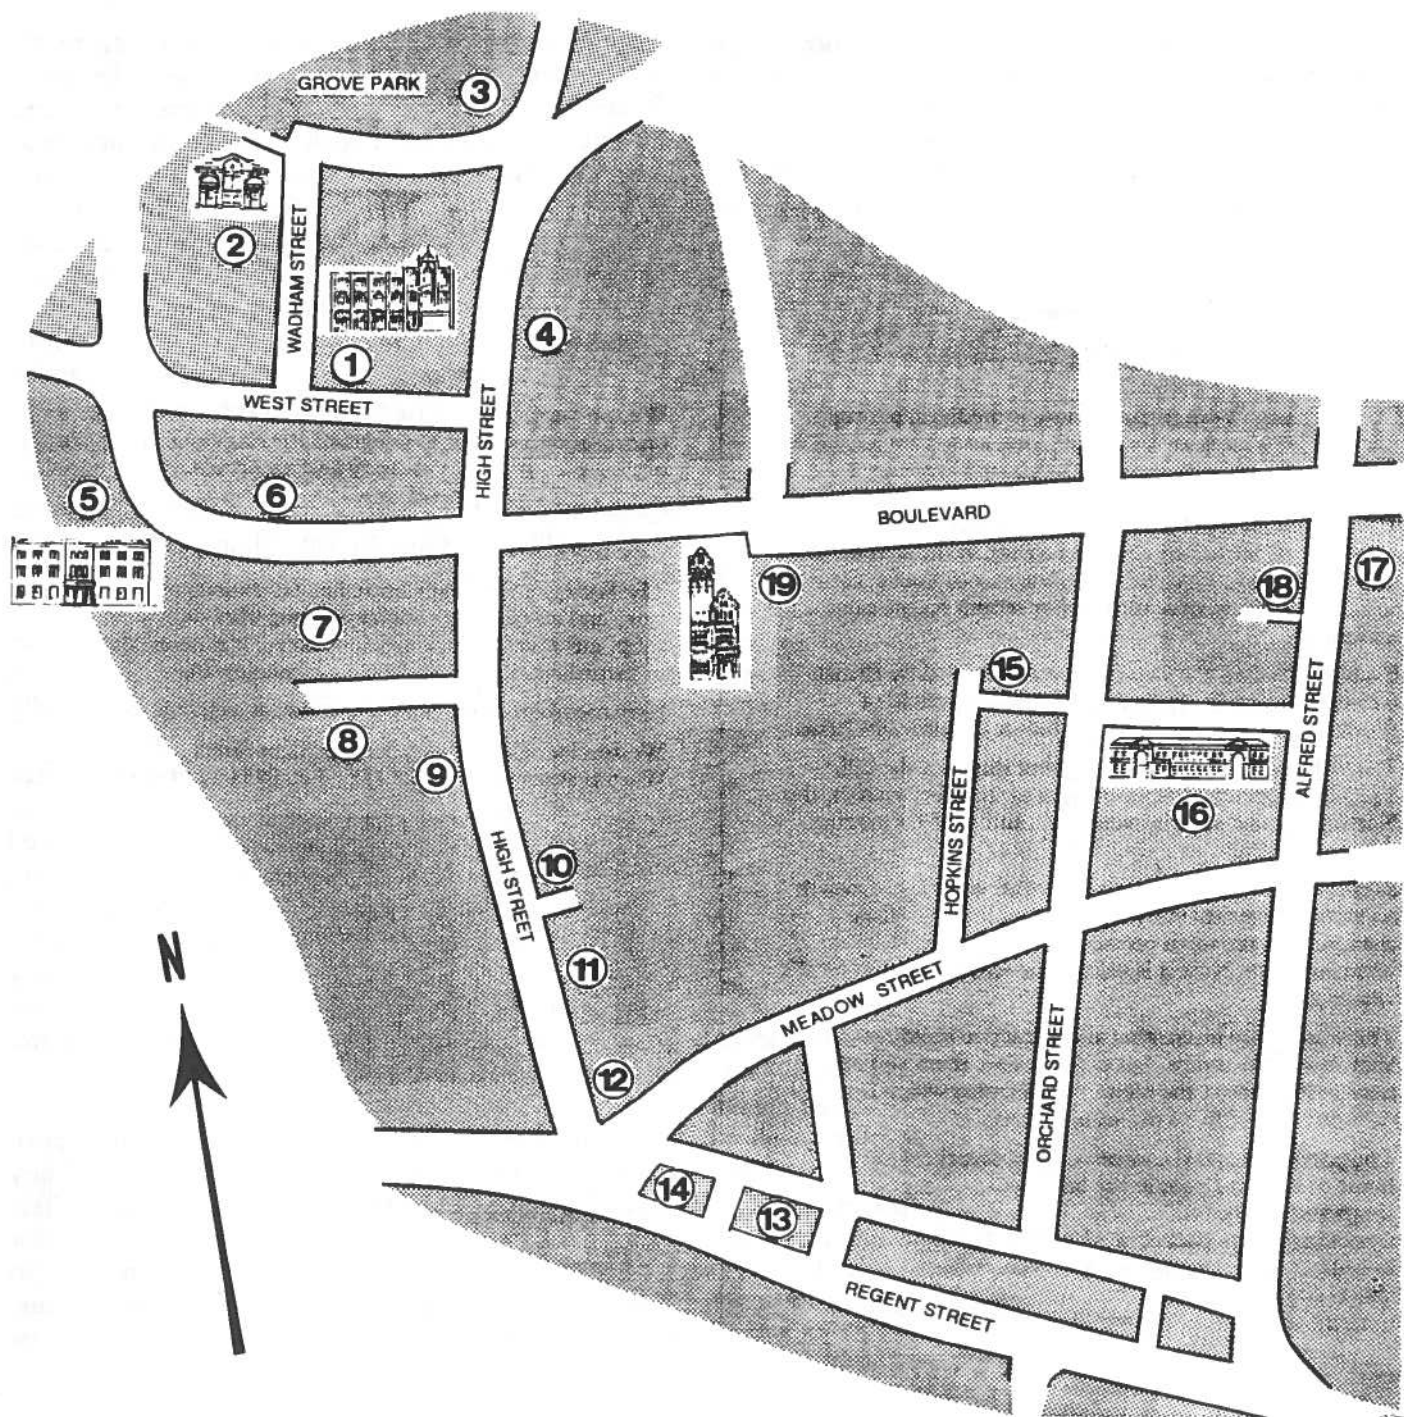 GROVE PARK
3
2
WADHAM STREET
1
4
WEST STREET
HIGH STREET
5
6
BOULEVARD
7
19
18
17
15
8
9
ALFRED STREET
16
HOPKINS STREET
10
HIGH STREET
11
N
MEADOW STREET
12
ORCHARD STREET
14
13
REGENT STREET